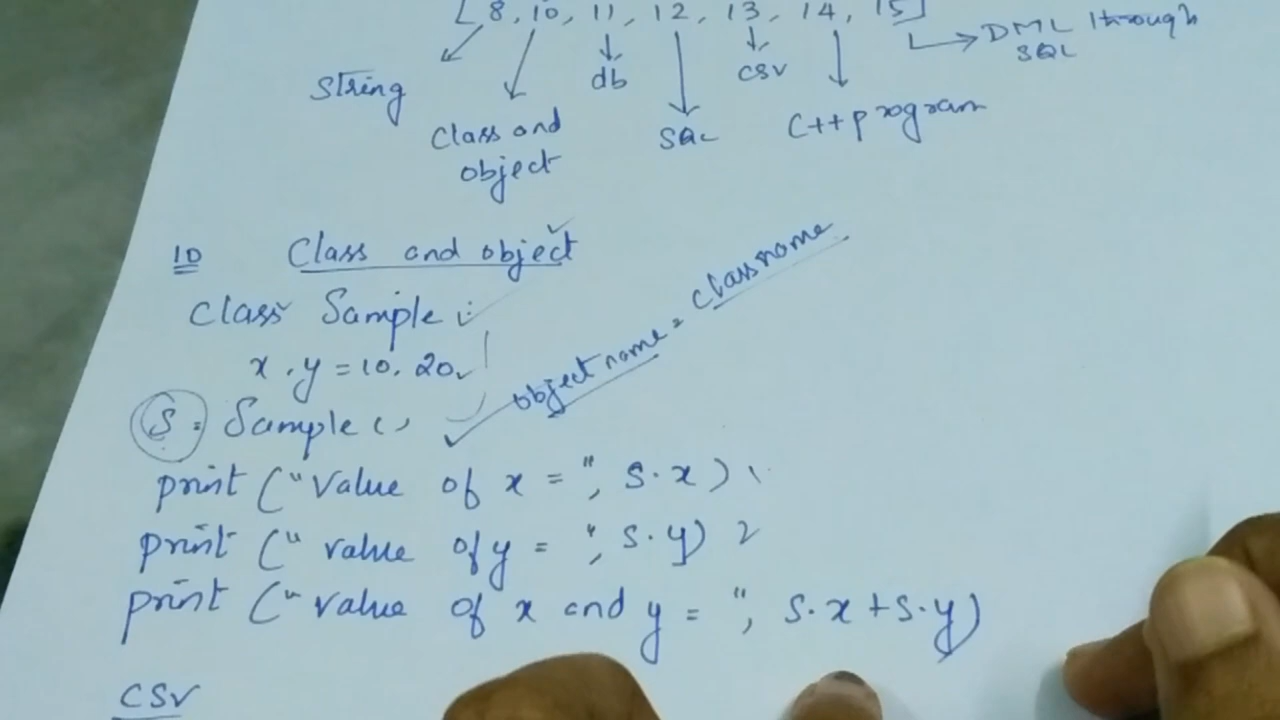 [8, 10, 11, 12, 13, 14, 15]
String
Class and
object
db
SQL
csv
C++ program
DML through
SQL
10 Class and object
Class Sample :
x, y = 10, 20
S = Sample ()
object name = class name
print ("Value of x = ", S.x) 1
print (" value of y = ", S.y) 2
print (" value of x and y = ", S.x + S.y)
CSV